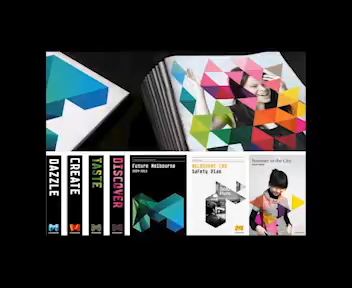 DAZZLE
CREATE
TASTE
DISCOVER
Future Melbourne
MELBOURNE CBD
Safety Plan
Summer in the City